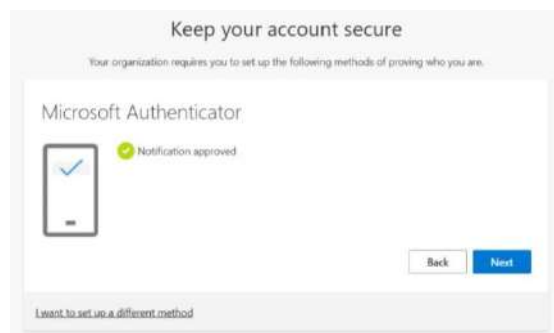 Keep your account secure
Your organization requires you to set up the following methods of proving who you are.
Microsoft Authenticator
Notification approved
Back
Next
I want to set up a different method